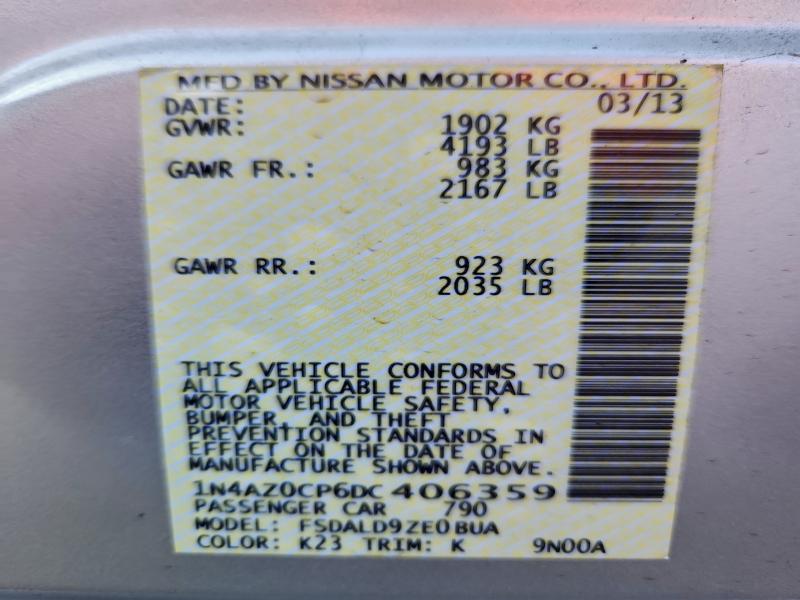 MFD BY NISSAN MOTOR CO., LTD.
DATE: 03/13
GVWR: 1902 KG
4193 LB
GAWR FR.: 983 KG
2167 LB
GAWR RR.: 923 KG
2035 LB
THIS VEHICLE CONFORMS TO
ALL APPLICABLE FEDERAL
MOTOR VEHICLE SAFETY,
BUMPER, AND THEFT
PREVENTION STANDARDS IN
EFFECT ON THE DATE OF
MANUFACTURE SHOWN ABOVE.
1N4AZ0CP6DC406359
PASSENGER CAR 790
MODEL: FSDALD9ZE0BUA
COLOR: K23 TRIM: K 9N00A